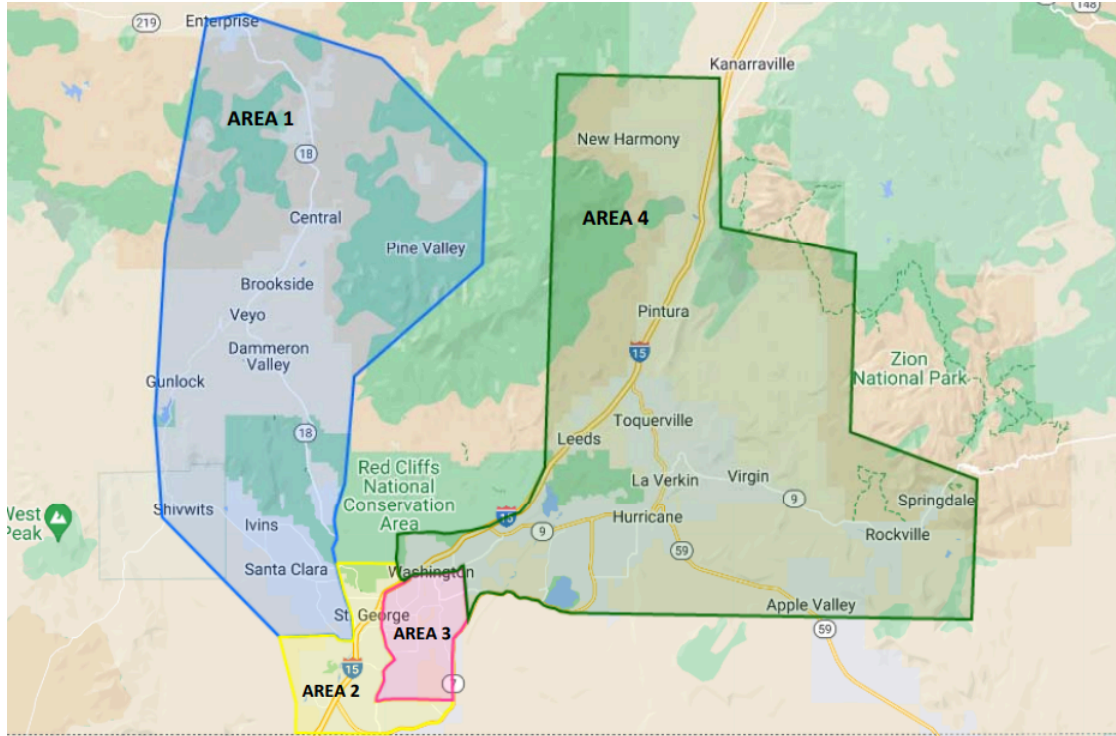 219
Enterprise
148
Kanarraville
AREA 1
New Harmony
18
Central
AREA 4
Pine Valley
Brookside
Veyo
Pintura
Dammeron
Valley
15
Zion
National Park
Gunlock
Toquerville
18
Leeds
Red Cliffs
National
Conservation
Area
La Verkin
Virgin
9
Springdale
West
Peak
Shivwits
Ivins
15
9
Hurricane
Rockville
59
Santa Clara
Washington
St. George
Apple Valley
AREA 3
59
15
7
AREA 2